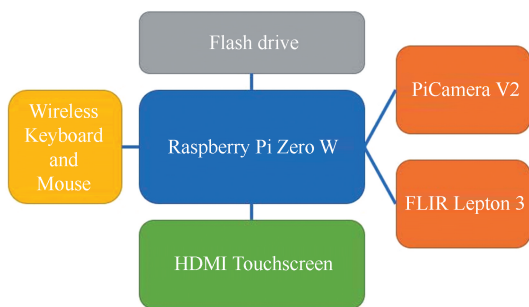 Flash drive
Wireless
Keyboard
and
Mouse
Raspberry Pi Zero W
PiCamera V2
FLIR Lepton 3
HDMI Touchscreen